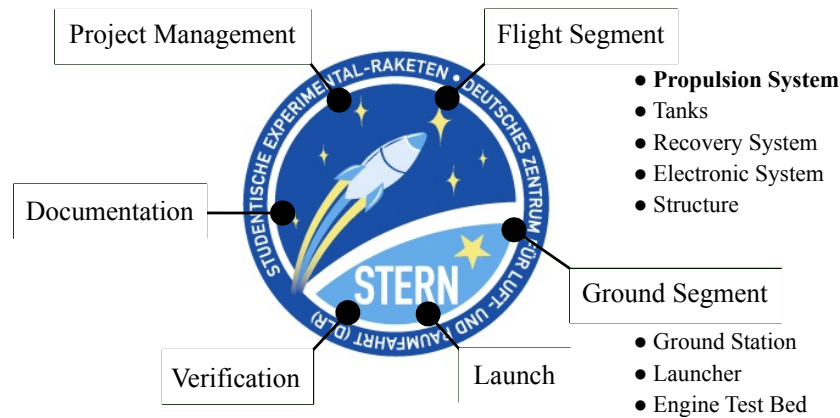 Project Management
Flight Segment
● Propulsion System
● Tanks
● Recovery System
● Electronic System
● Structure
STUDENTISCHE EXPERIMENTAL-RAKETEN • DEUTSCHES ZENTRUM FÜR LUFT- UND RAUMFAHRT (DLR)
Documentation
STERN
Ground Segment
● Ground Station
● Launcher
● Engine Test Bed
Verification
Launch